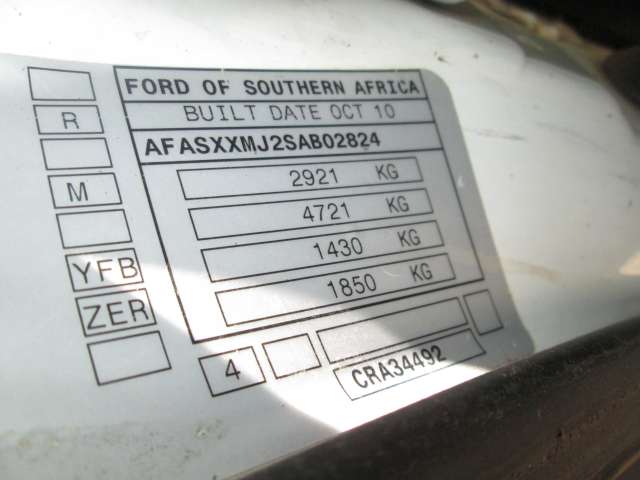 FORD OF SOUTHERN AFRICA
BUILT DATE OCT 10
AFASXXMJ2SAB02824
2921 KG
4721 KG
1430 KG
1850 KG
R
M
YFB
ZER
4
CRA34492